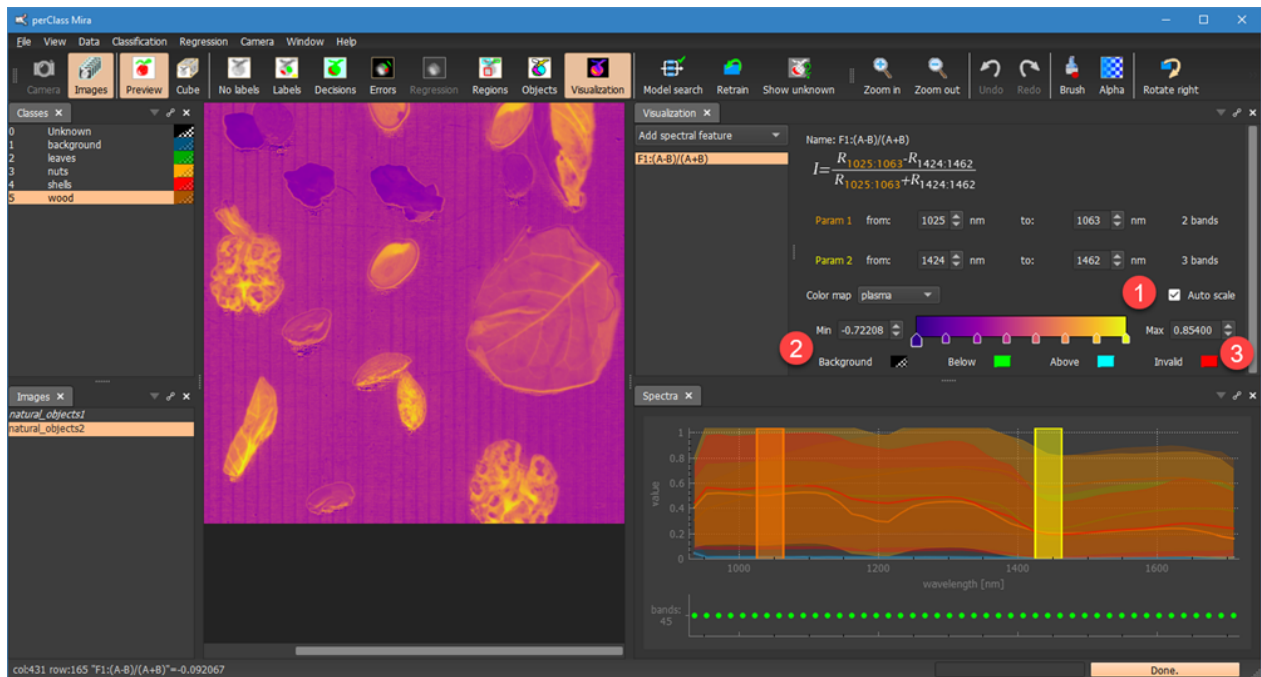 perClass Mira
File View Data Classification Regression Camera Window Help
Camera Images Preview Cube No labels Labels Decisions Errors Regression Regions Objects Visualization Model search Retrain Show unknown Zoom in Zoom out Undo Redo Brush Alpha Rotate right
Classes
0 Unknown
1 background
2 leaves
3 nuts
4 shells
5 wood
Images
natural_objects1
natural_objects2
Visualization
Add spectral feature
F1:(A-B)/(A+B)
Name: F1:(A-B)/(A+B)
I= R1025:1063-R1424:1462
R1025:1063+R1424:1462
Param 1 from: 1025 nm to: 1063 nm 2 bands
Param 2 from: 1424 nm to: 1462 nm 3 bands
Color map plasma 1 Auto scale
Min -0.72208 Max 0.85400
2 Background Below Above Invalid 3
Spectra
1
0.8
0.6
value
0.4
0.2
0
1000 1200 1400 1600
wavelength [nm]
bands:
45
col:431 row:165 "F1:(A-B)/(A+B)"=-0.092067 Done.